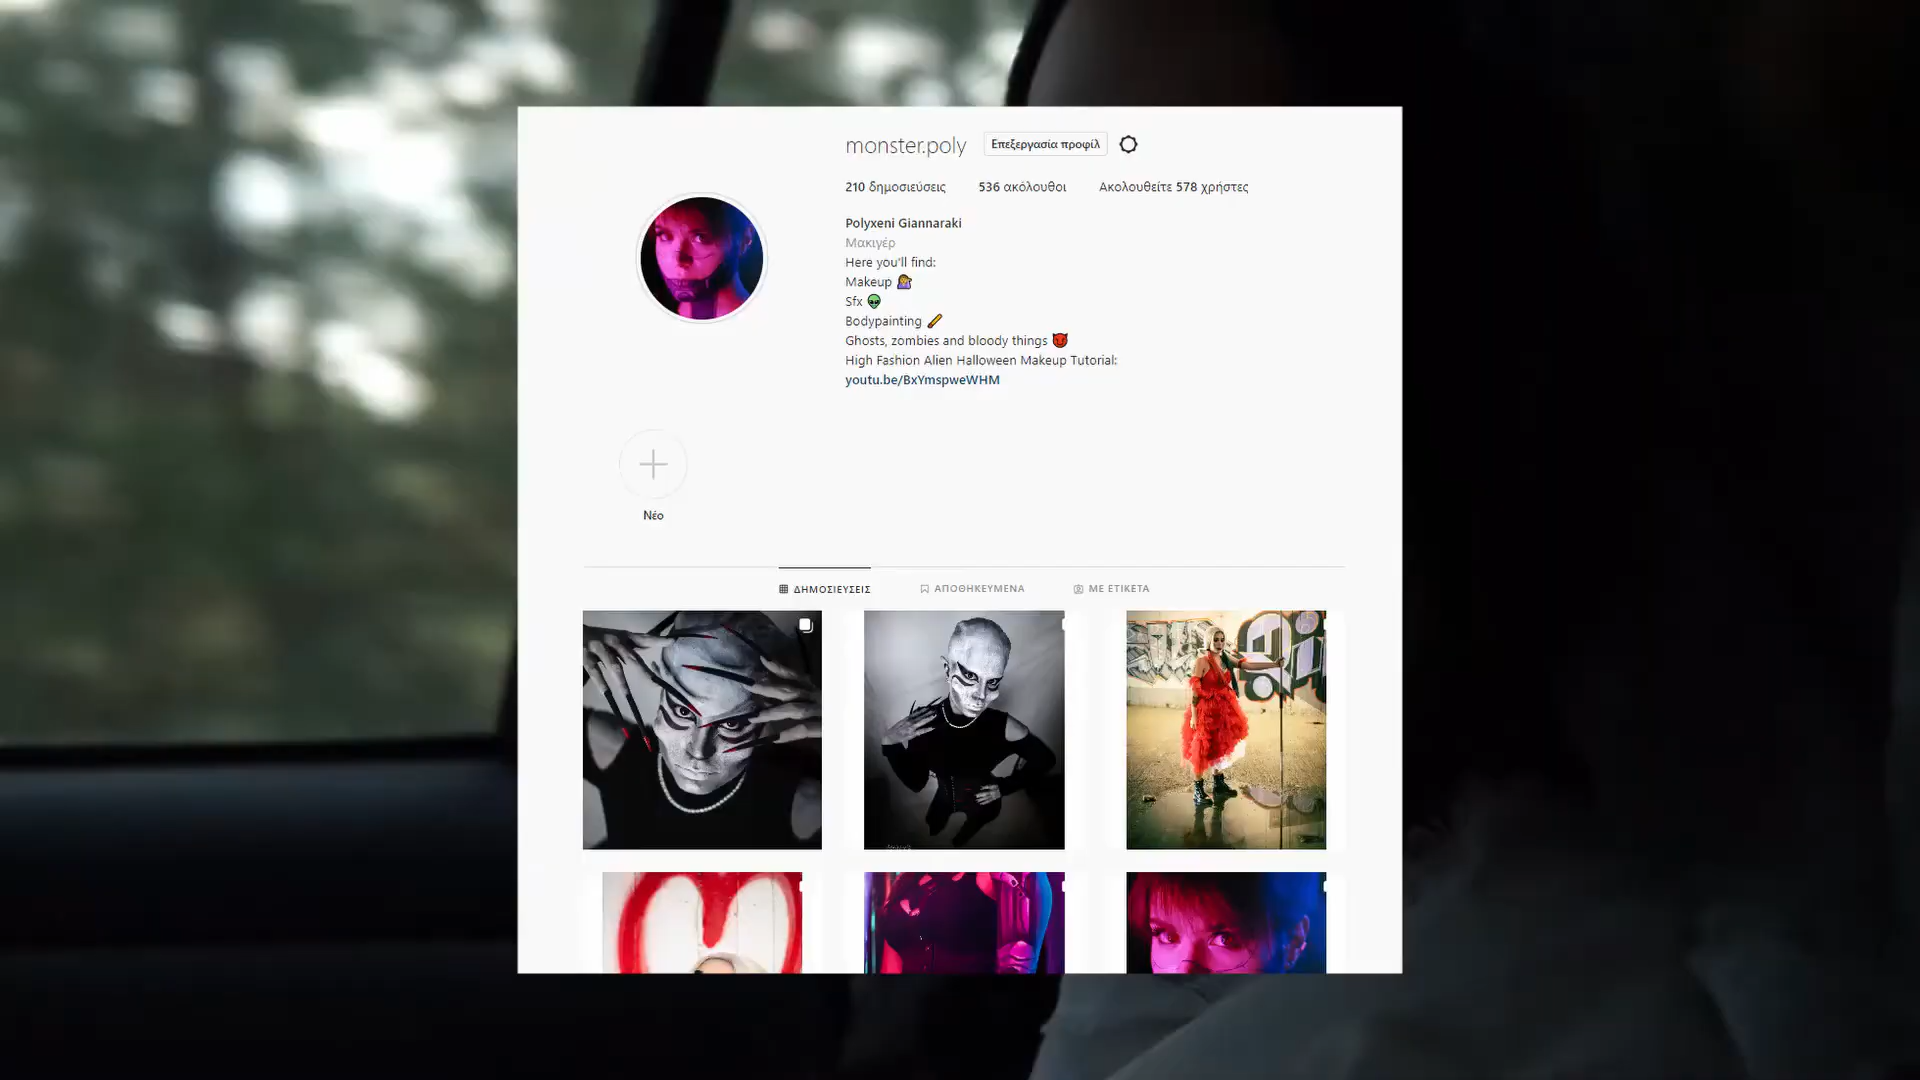 monster.poly Επεξεργασία προφίλ
210 δημοσιεύσεις 536 ακόλουθοι Ακολουθείτε 578 χρήστες
Polyxeni Giannaraki
Μακιγέρ
Here you'll find:
Makeup 💇
Sfx 👽
Bodypainting 🖌️
Ghosts, zombies and bloody things 👿
High Fashion Alien Halloween Makeup Tutorial:
youtu.be/BxYmspweWHM
Νέο
ΔΗΜΟΣΙΕΥΣΕΙΣ ΑΠΟΘΗΚΕΥΜΕΝΑ ΜΕ ΕΤΙΚΕΤΑ